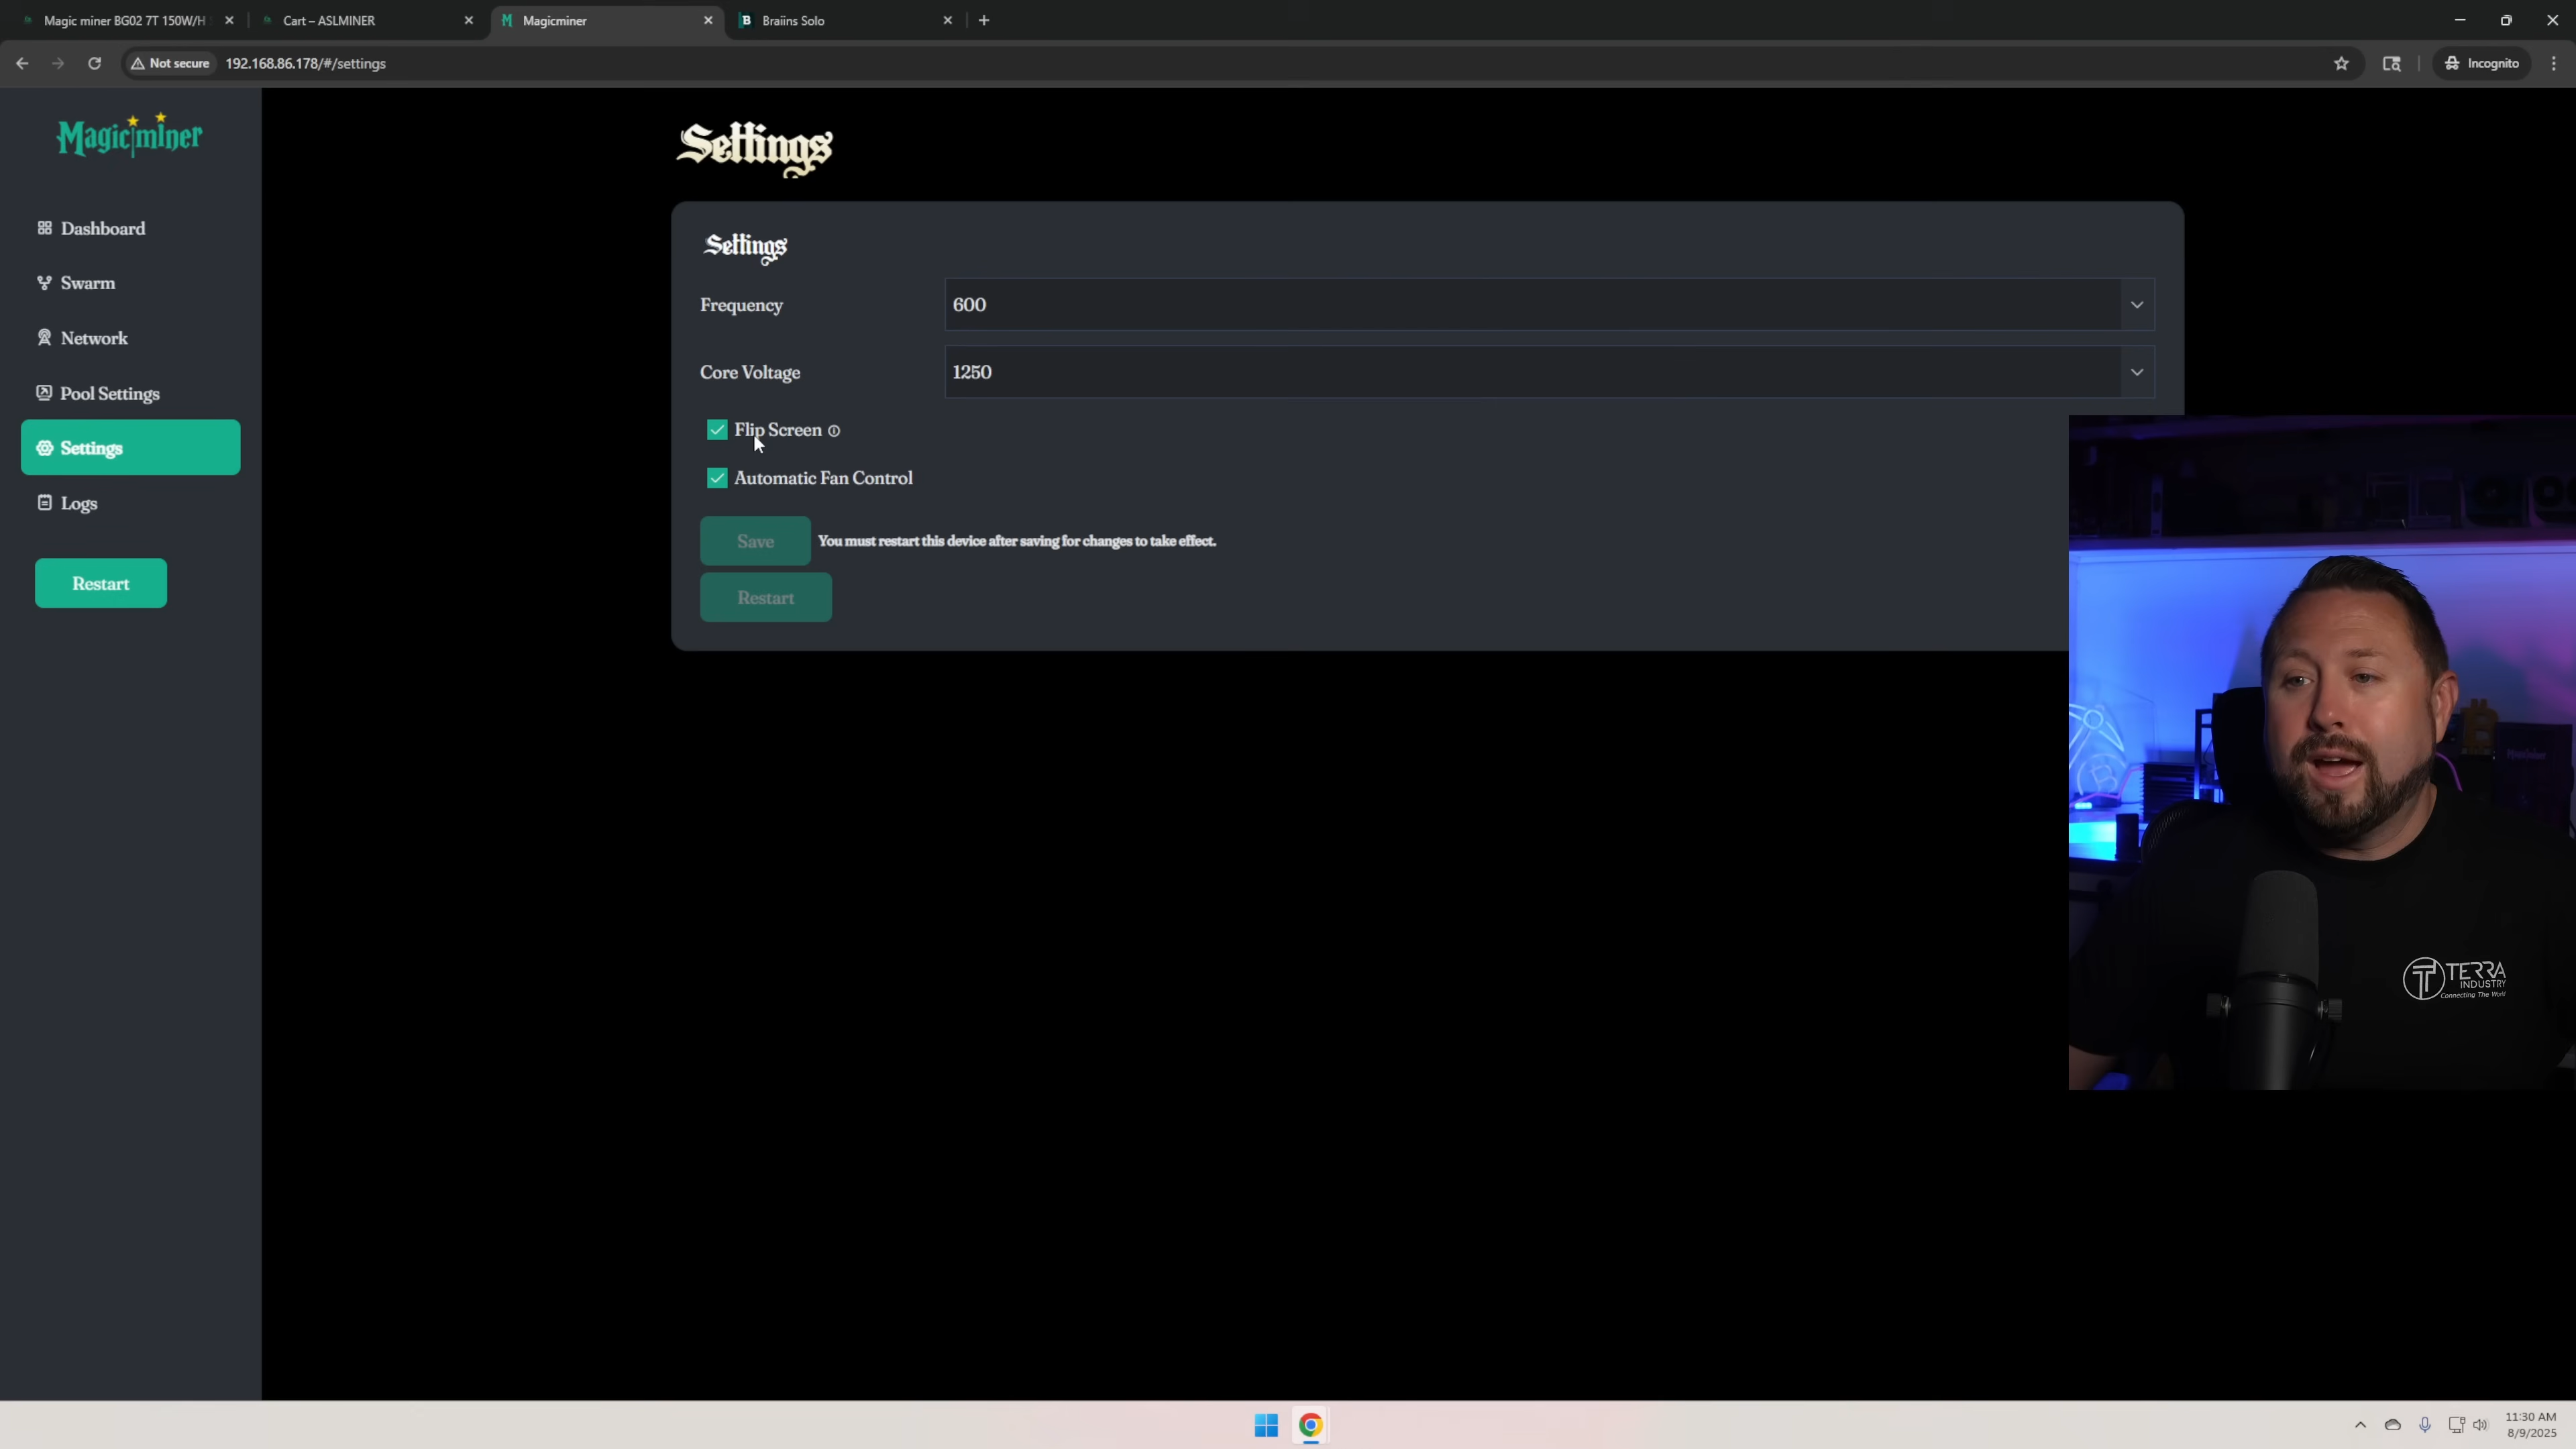 Magic miner BG02 7T 150W/H
Cart – ASLMINER
Magicminer
Braiins Solo
Not secure
192.168.86.178/#/settings
Incognito
Magicminer
Settings
Dashboard
Swarm
Network
Pool Settings
Settings
Logs
Restart
Settings
Frequency
600
Core Voltage
1250
Flip Screen
Automatic Fan Control
Save
You must restart this device after saving for changes to take effect.
Restart
TERRA
INDUSTRY
Connecting The World
11:30 AM
8/9/2025